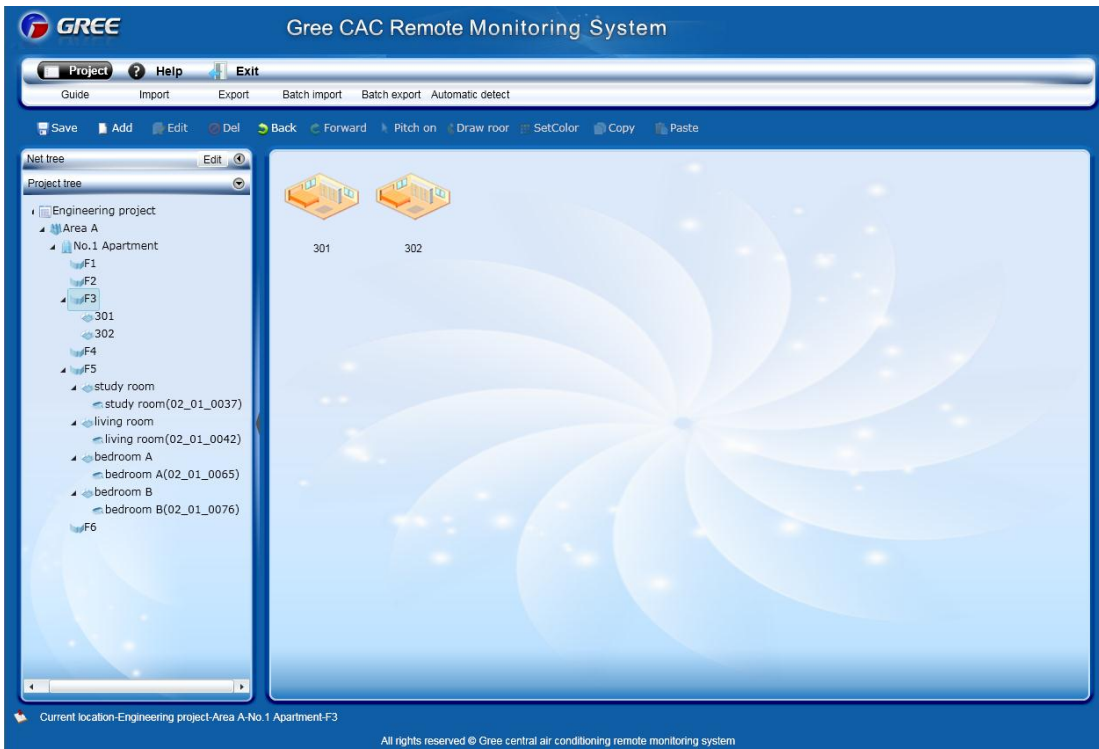 GREE
Gree CAC Remote Monitoring System
Project Help Exit
Guide Import Export Batch import Batch export Automatic detect
Save Add Edit Del Back Forward Pitch on Draw roor SetColor Copy Paste
Net tree Edit
Project tree
Engineering project
Area A
No.1 Apartment
F1
F2
F3
301
302
F4
F5
study room
study room(02_01_0037)
living room
living room(02_01_0042)
bedroom A
bedroom A(02_01_0065)
bedroom B
bedroom B(02_01_0076)
F6
301 302
Current location-Engineering project-Area A-No.1 Apartment-F3
All rights reserved © Gree central air conditioning remote monitoring system